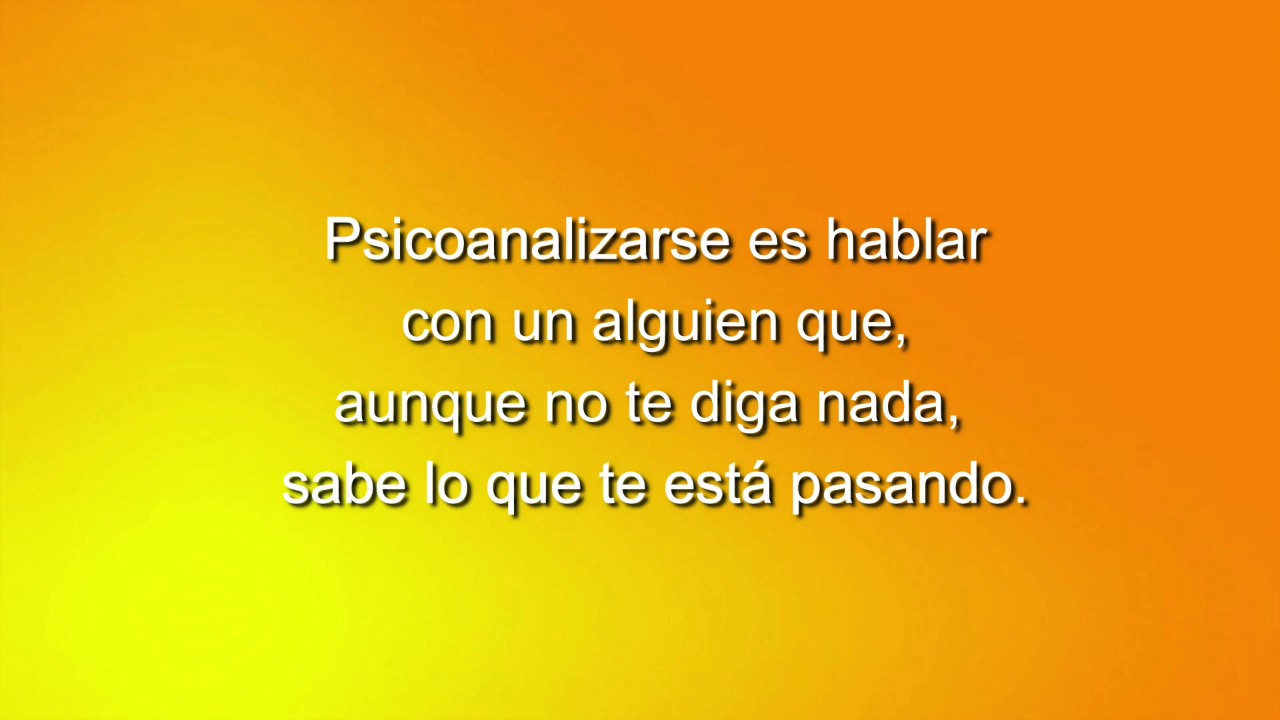 Psicoanalizarse es hablar
con un alguien que,
aunque no te diga nada,
sabe lo que te está pasando.